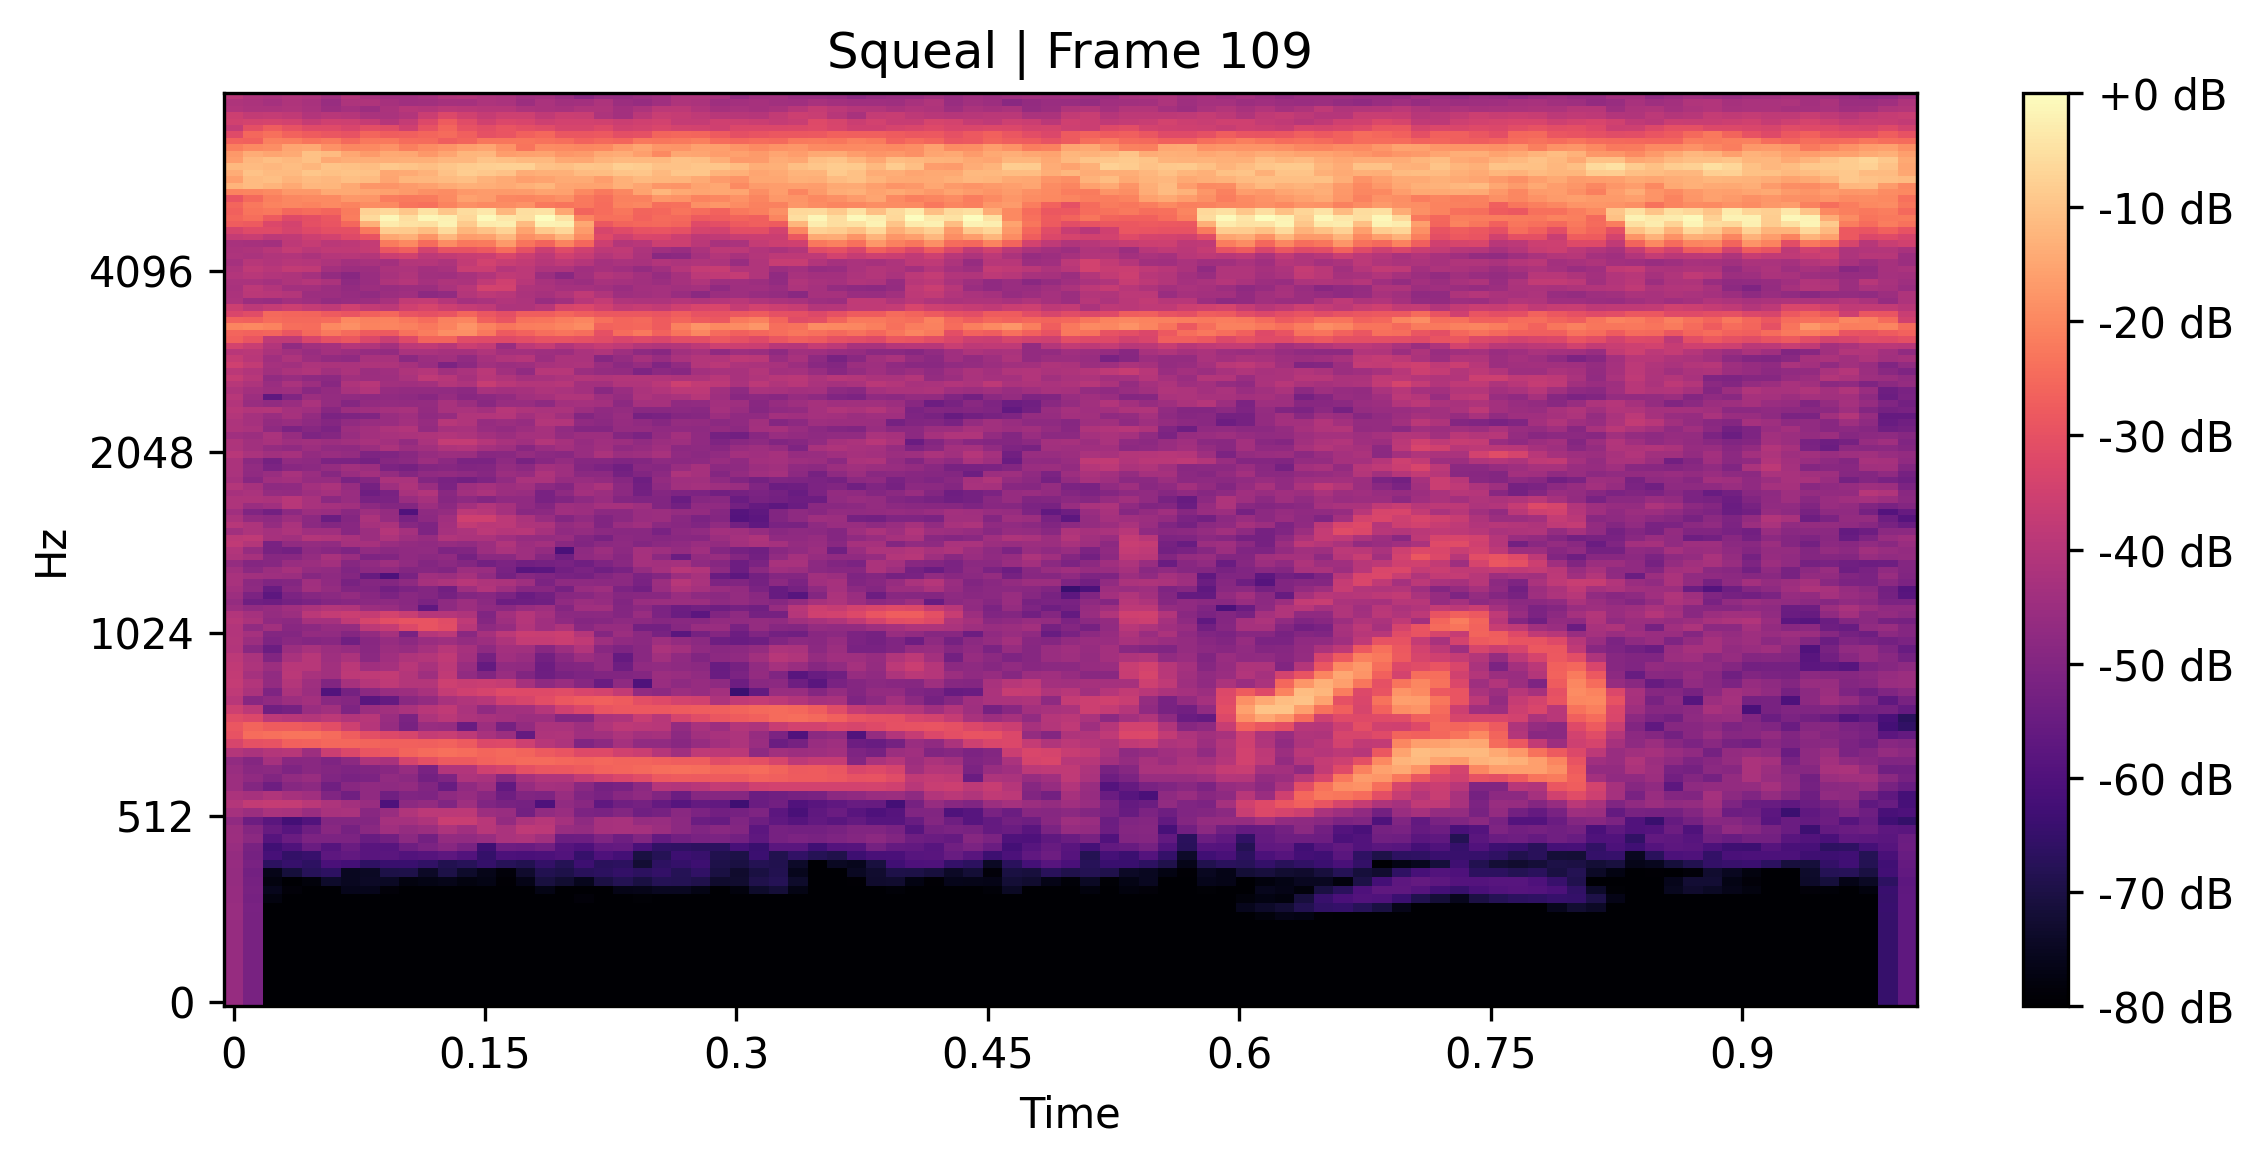 Squeal | Frame 109
+0 dB
-10 dB
-20 dB
-30 dB
-40 dB
-50 dB
-60 dB
-70 dB
-80 dB
Hz
4096
2048
1024
512
0
0 0.15 0.3 0.45 0.6 0.75 0.9
Time